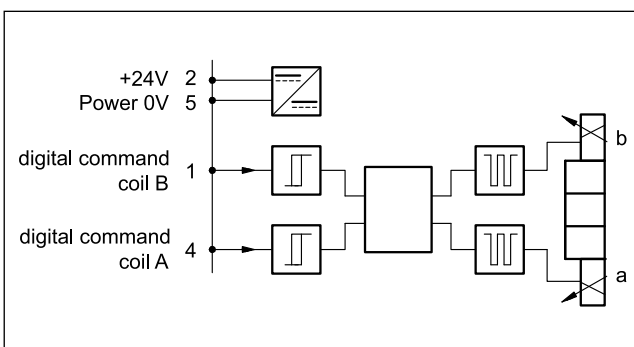 +24V 2
Power 0V 5
digital command
coil B
1
digital command
coil A
4
b
a